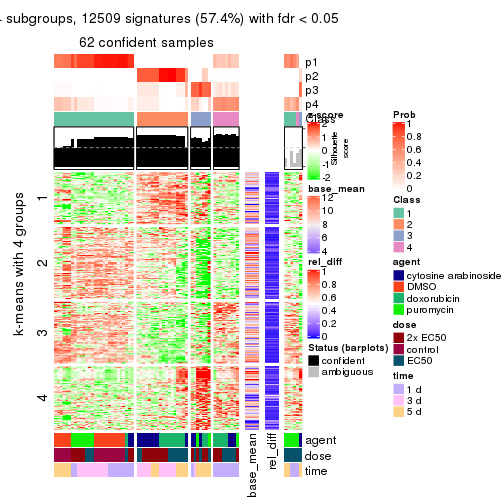 subgroups, 12509 signatures (57.4%) with fdr < 0.05
62 confident samples
p1
p2
p3
p4
Class
z-score
2
1
0
-1
-2
Silhouette
score
k-means with 4 groups
1
2
3
4
base_mean
12
10
8
6
4
rel_diff
1
0.8
0.6
0.4
0.2
0
Status (barplots)
confident
ambiguous
Prob
1
0.8
0.6
0.4
0.2
0
Class
1
2
3
4
agent
cytosine arabinoside
DMSO
doxorubicin
puromycin
dose
2x EC50
control
EC50
time
1 d
3 d
5 d
agent
dose
time
base_mean
rel_diff